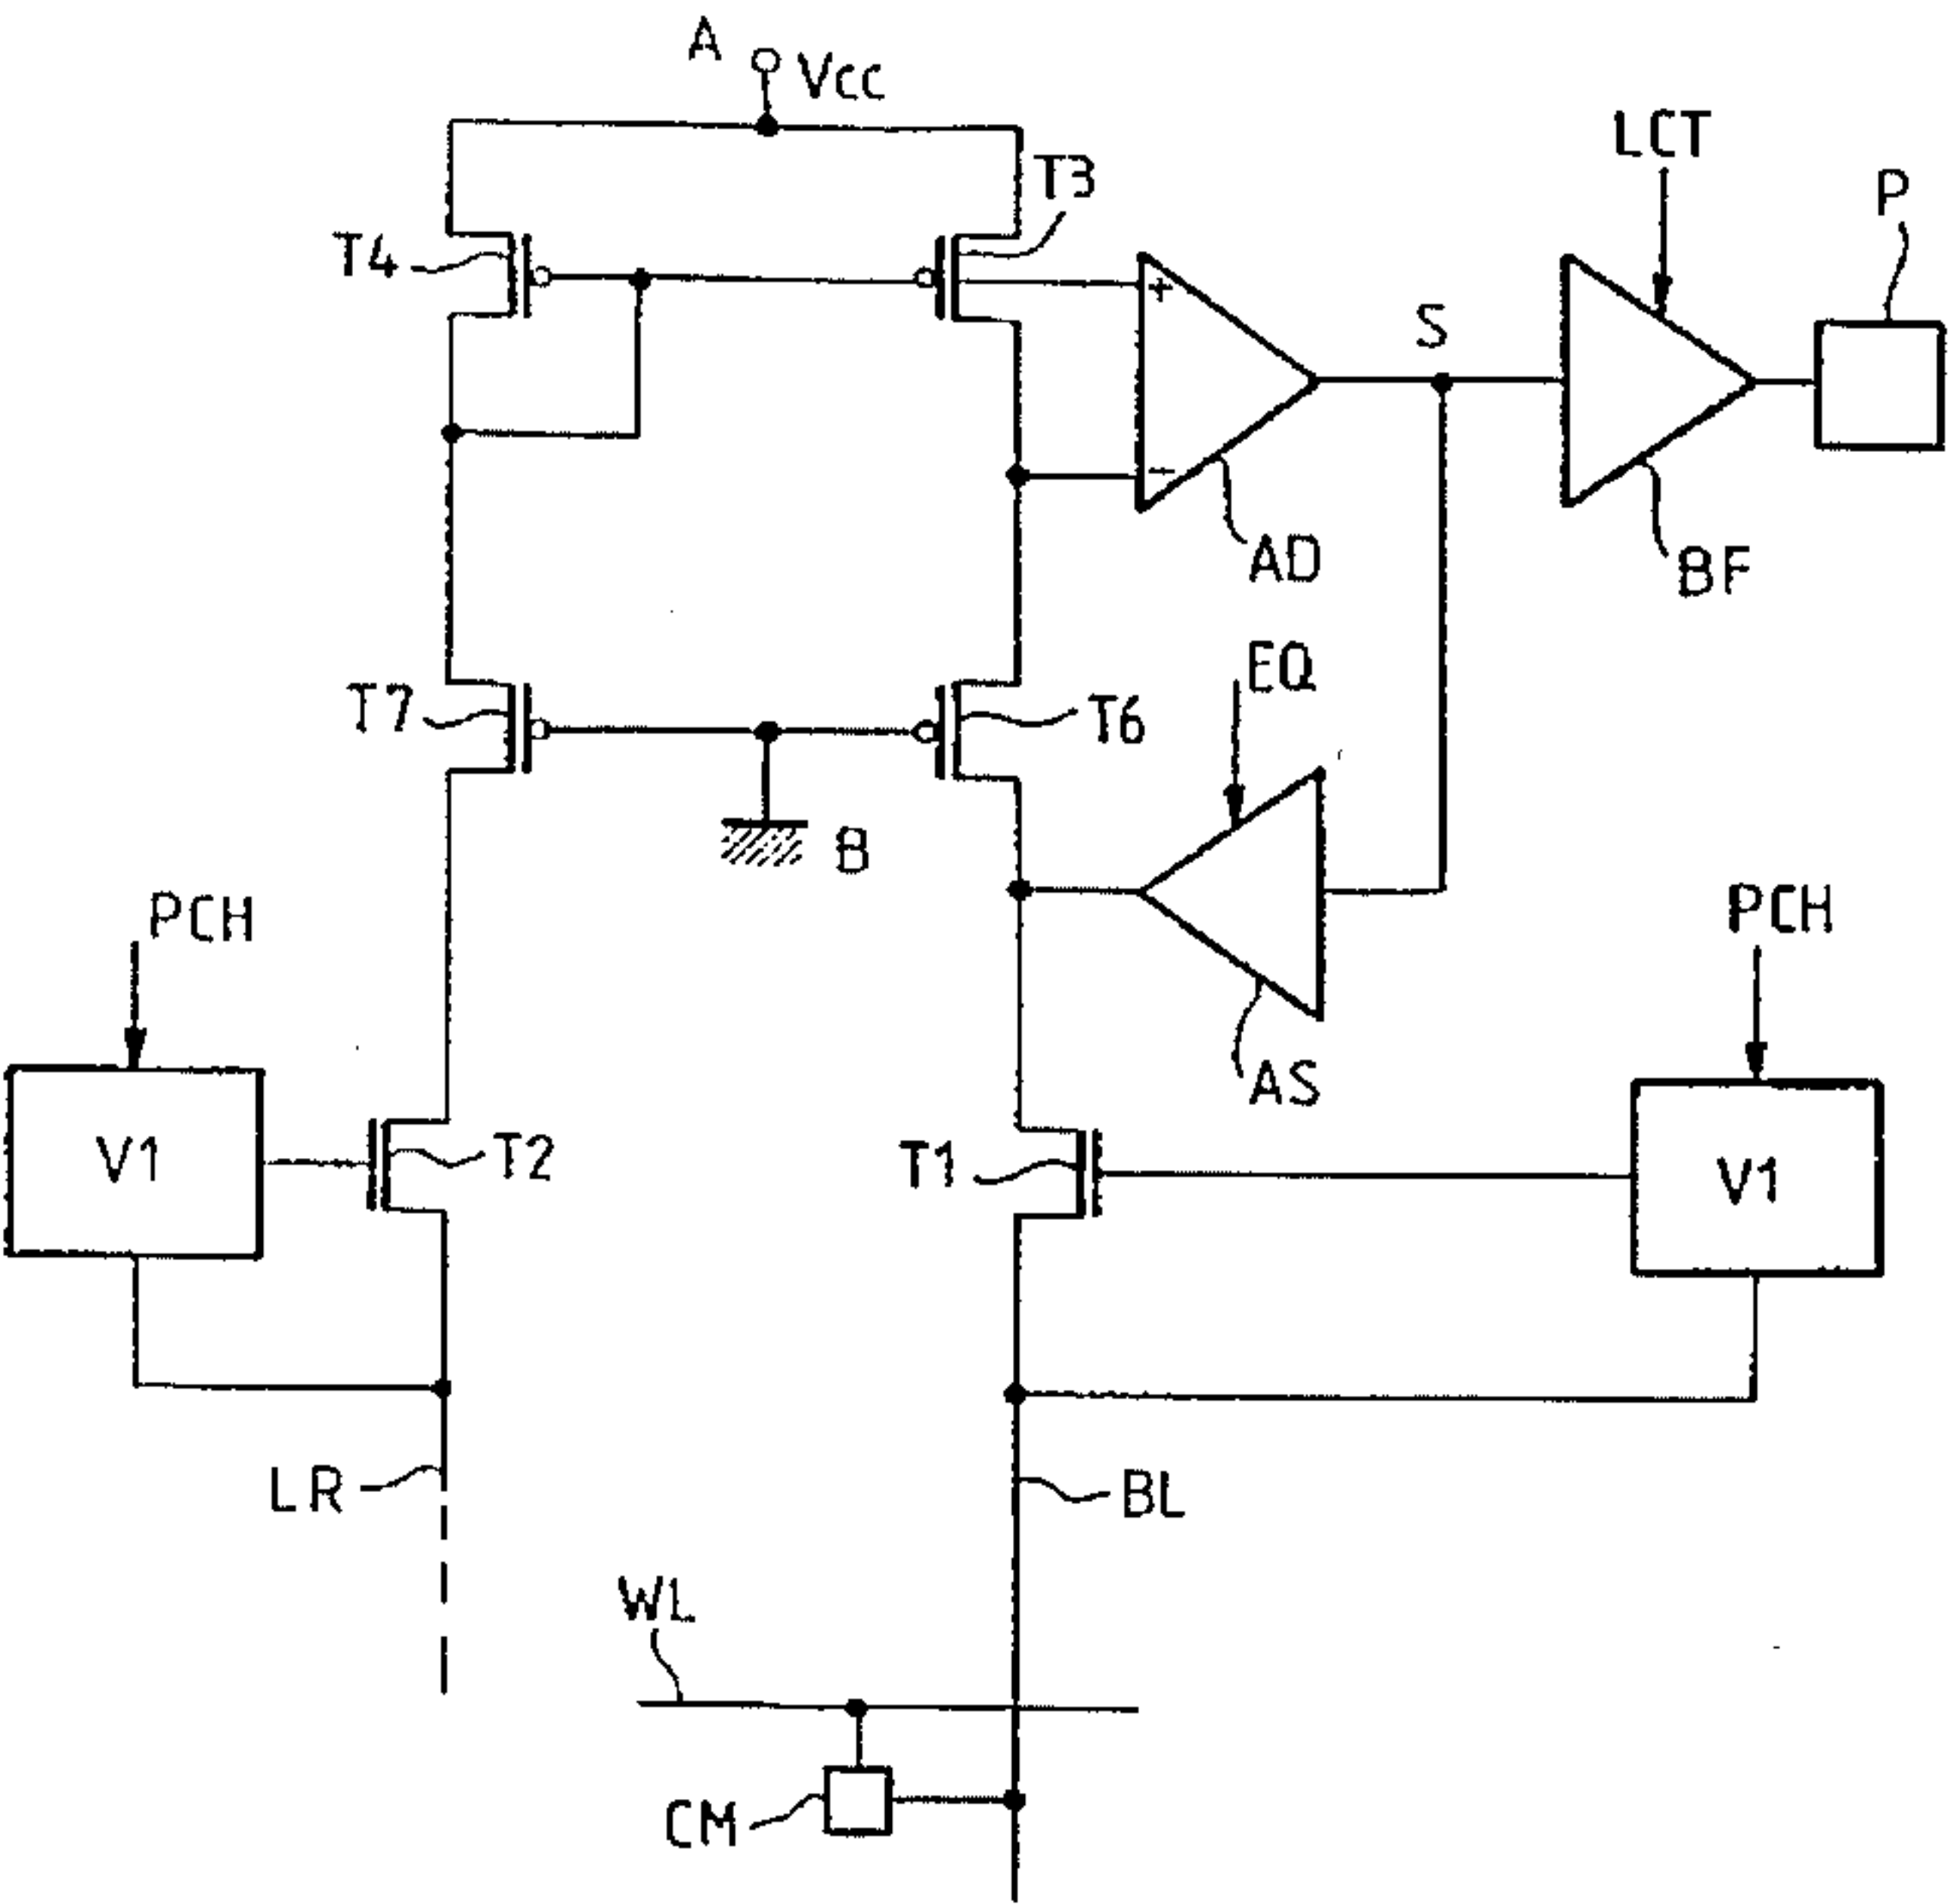 A
Vcc
LCT
P
T3
T4
+
S
-
AD
BF
EQ
T7
T6
B
PCH
PCH
AS
V1
T2
T1
V1
LR
BL
WL
CM